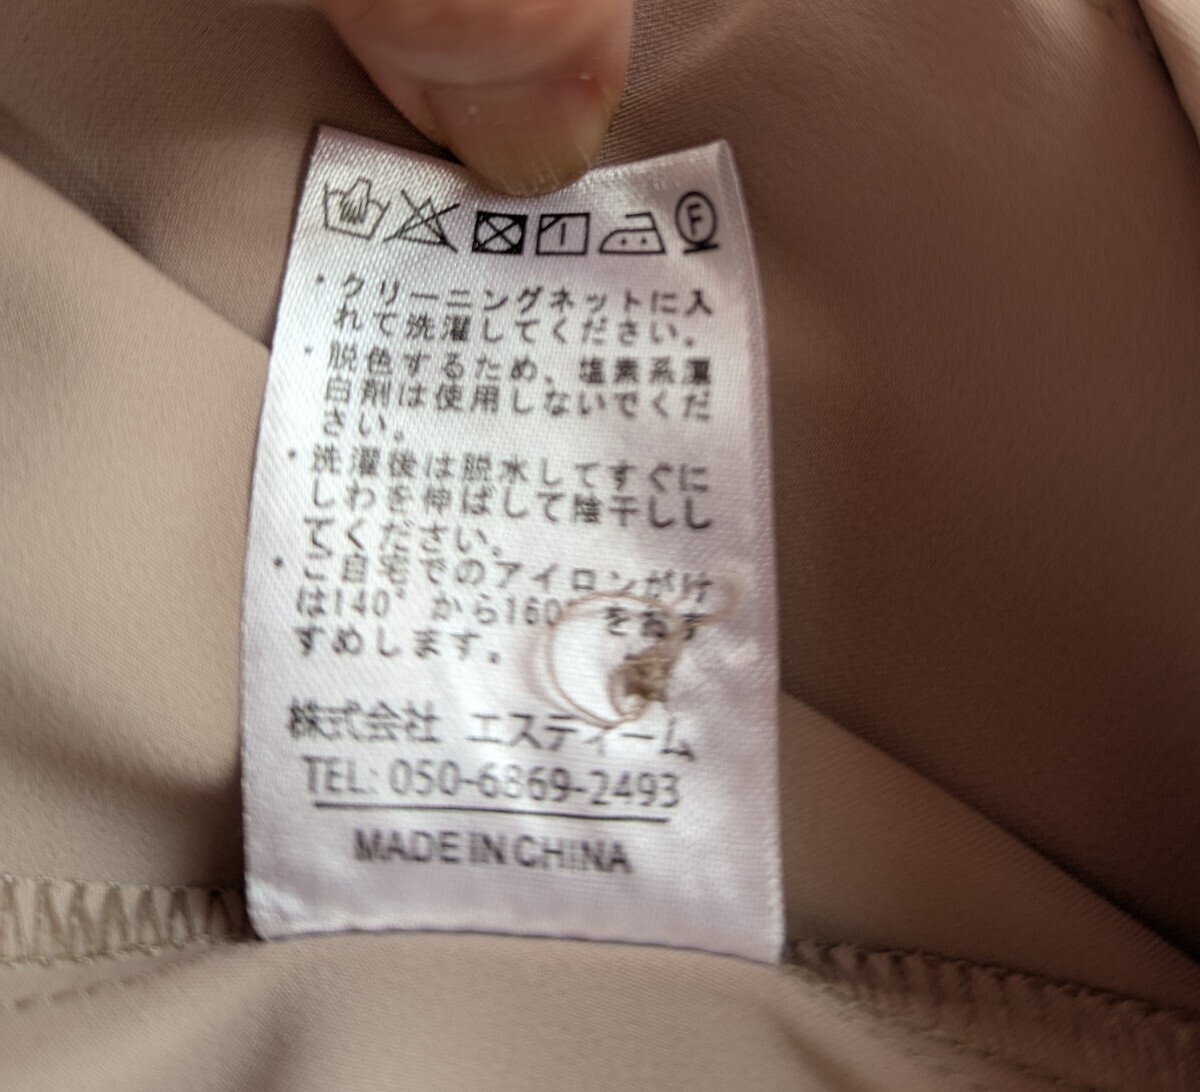 F
・クリーニングネットに入
れて洗濯してください。
・脱色するため、塩素系漂
白剤は使用しないでくだ
さい。
・洗濯後は脱水してすぐに
しわを伸ばして陰干しし
てください。
・ご自宅でのアイロンがけ
は140°から160°をおす
すめします。
株式会社 エスティーム
TEL: 050-6869-2493
MADE IN CHINA